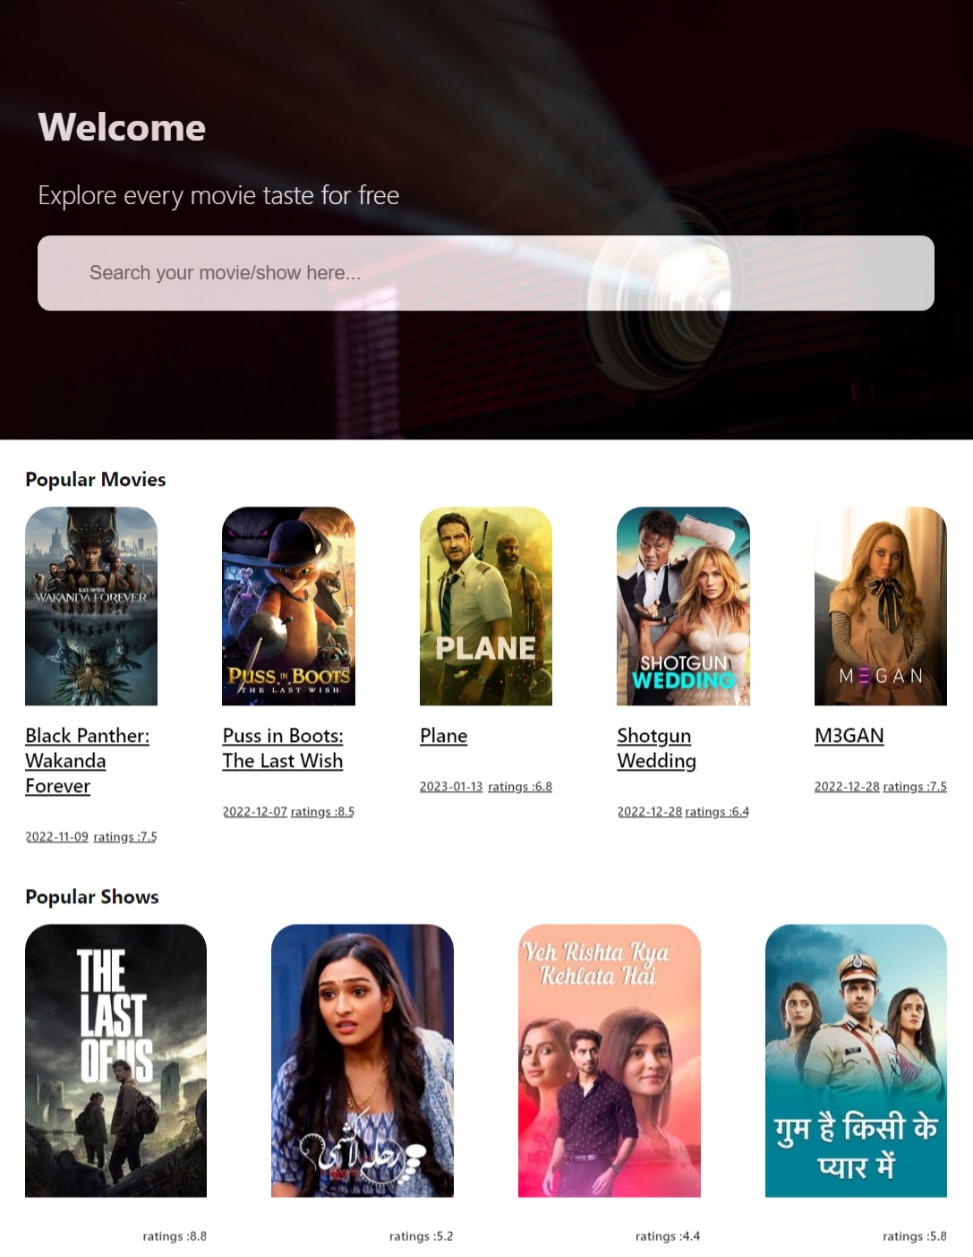 Welcome
Explore every movie taste for free
Search your movie/show here...
Popular Movies
BLACK PANTHER
WAKANDA FOREVER
PUSS IN BOOTS
THE LAST WISH
PLANE
SHOTGUN
WEDDING
M3GAN
Black Panther:
Wakanda
Forever
2022-11-09 ratings :7.5
Puss in Boots:
The Last Wish
2022-12-07 ratings :8.5
Plane
2023-01-13 ratings :6.8
Shotgun
Wedding
2022-12-28 ratings :6.4
M3GAN
2022-12-28 ratings :7.5
Popular Shows
THE
LAST
OF US
رحلة لاكشمي
Yeh Rishta Kya
Kehlata Hai
गुम है किसी के
प्यार में
ratings :8.8
ratings :5.2
ratings :4.4
ratings :5.8